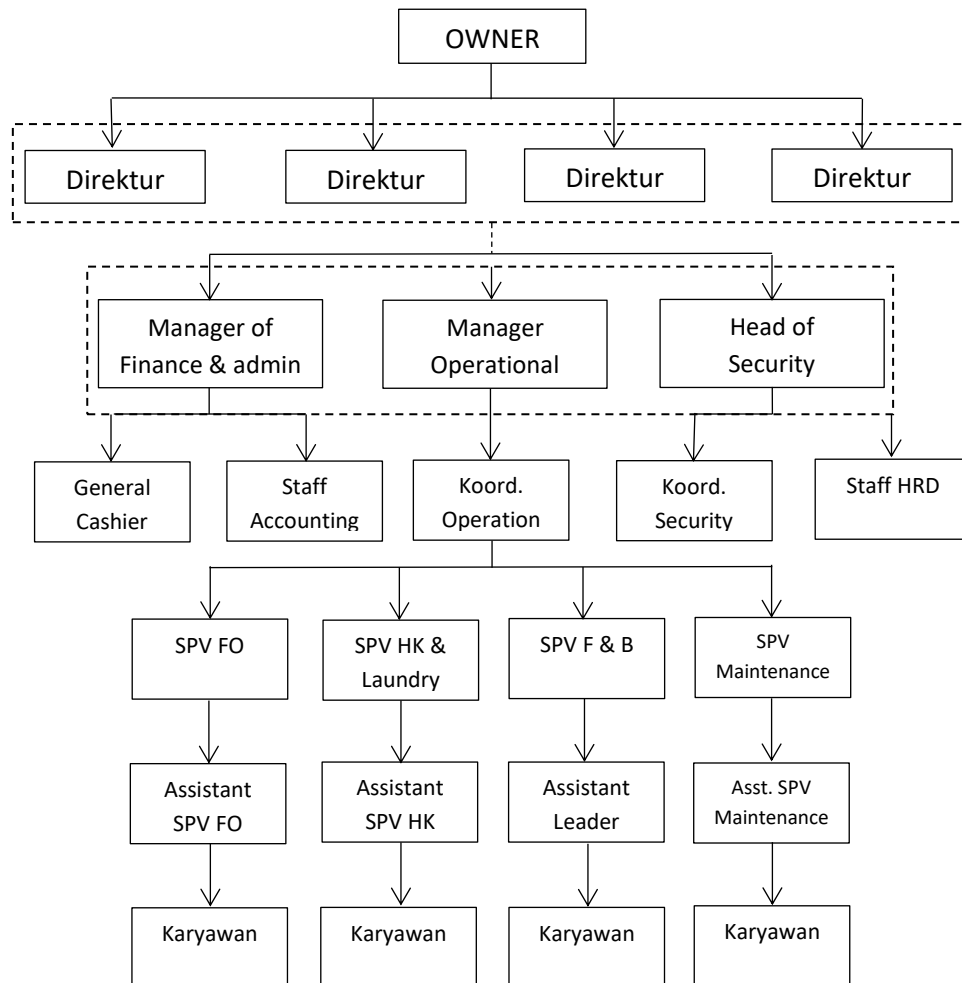 OWNER
Direktur
Direktur
Direktur
Direktur
Manager of
Finance & admin
Manager
Operational
Head of
Security
General
Cashier
Staff
Accounting
Koord.
Operation
Koord.
Security
Staff HRD
SPV FO
SPV HK &
Laundry
SPV F & B
SPV
Maintenance
Assistant
SPV FO
Assistant
SPV HK
Assistant
Leader
Asst. SPV
Maintenance
Karyawan
Karyawan
Karyawan
Karyawan